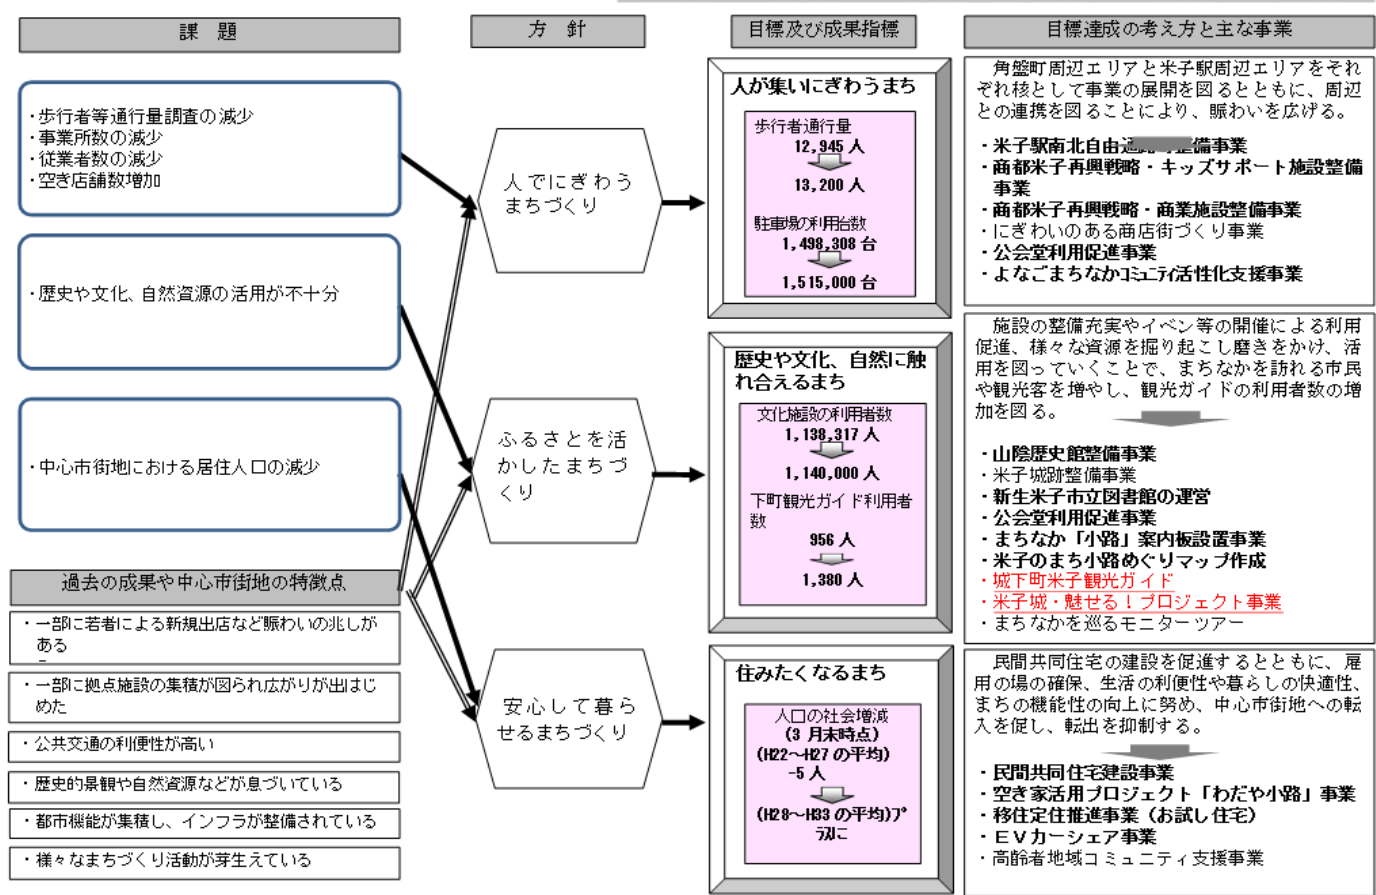 課 題
・歩行者等通行量調査の減少
・事業所数の減少
・従業者数の減少
・空き店舗数増加
・歴史や文化、自然資源の活用が不十分
・中心市街地における居住人口の減少
過去の成果や中心市街地の特徴点
・一部に若者による新規出店など賑わいの兆しが
ある
・一部に拠点施設の集積が図られ広がりが出はじ
めた
・公共交通の利便性が高い
・歴史的景観や自然資源などが息づいている
・都市機能が集積し、インフラが整備されている
・様々なまちづくり活動が芽生えている
方 針
人でにぎわう
まちづくり
ふるさとを活
かしたまちづ
くり
安心して暮ら
せるまちづくり
目標及び成果指標
人が集いにぎわうまち
歩行者通行量
12,945 人
13,200 人
駐車場の利用台数
1,498,308 台
1,515,000 台
歴史や文化、自然に触
れ合えるまち
文化施設の利用者数
1,138,317 人
1,140,000 人
下町観光ガイド利用者
数
956 人
1,380 人
住みたくなるまち
人口の社会増減
(3 月末時点)
(H22～H27 の平均)
-5 人
(H28～H33 の平均)プ
ラスに
目標達成の考え方と主な事業
角盤町周辺エリアと米子駅周辺エリアをそれ
ぞれ核として事業の展開を図るとともに、周辺
との連携を図ることにより、賑わいを広げる。
・米子駅南北自由 整備事業
・商都米子再興戦略・キッズサポート施設整備
事業
・商都米子再興戦略・商業施設整備事業
・にぎわいのある商店街づくり事業
・公会堂利用促進事業
・よなごまちなかコミュニティ活性化支援事業
施設の整備充実やイベン等の開催による利用
促進、様々な資源を掘り起こし磨きをかけ、活
用を図っていくことで、まちなかを訪れる市民
や観光客を増やし、観光ガイドの利用者数の増
加を図る。
・山陰歴史館整備事業
・米子城跡整備事業
・新生米子市立図書館の運営
・公会堂利用促進事業
・まちなか「小路」案内板設置事業
・米子のまち小路めぐりマップ作成
・城下町米子観光ガイド
・米子城・魅せる！プロジェクト事業
・まちなかを巡るモニターツアー
民間共同住宅の建設を促進するとともに、雇
用の場の確保、生活の利便性や暮らしの快適性、
まちの機能性の向上に努め、中心市街地への転
入を促し、転出を抑制する。
・民間共同住宅建設事業
・空き家活用プロジェクト「わだや小路」事業
・移住定住推進事業（お試し住宅）
・ＥＶカーシェア事業
・高齢者地域コミュニティ支援事業